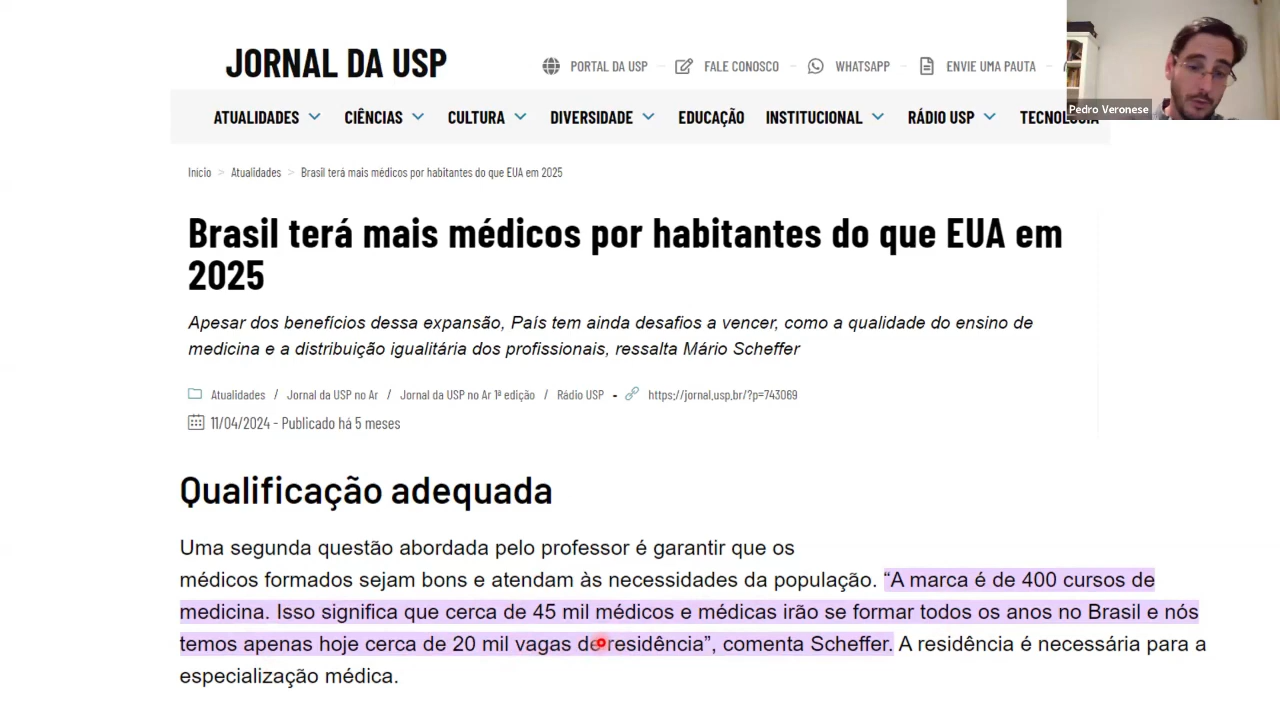 JORNAL DA USP
PORTAL DA USP – FALE CONOSCO – WHATSAPP – ENVIE UMA PAUTA
Pedro Veronese
ATUALIDADES CIÊNCIAS CULTURA DIVERSIDADE EDUCAÇÃO INSTITUCIONAL RÁDIO USP TECNOLOGIA
Início > Atualidades > Brasil terá mais médicos por habitantes do que EUA em 2025
Brasil terá mais médicos por habitantes do que EUA em
2025
Apesar dos benefícios dessa expansão, País tem ainda desafios a vencer, como a qualidade do ensino de
medicina e a distribuição igualitária dos profissionais, ressalta Mário Scheffer
Atualidades / Jornal da USP no Ar / Jornal da USP no Ar 1ª edição / Rádio USP - https://jornal.usp.br/?p=743069
11/04/2024 - Publicado há 5 meses
Qualificação adequada
Uma segunda questão abordada pelo professor é garantir que os
médicos formados sejam bons e atendam às necessidades da população. “A marca é de 400 cursos de
medicina. Isso significa que cerca de 45 mil médicos e médicas irão se formar todos os anos no Brasil e nós
temos apenas hoje cerca de 20 mil vagas de residência”, comenta Scheffer. A residência é necessária para a
especialização médica.